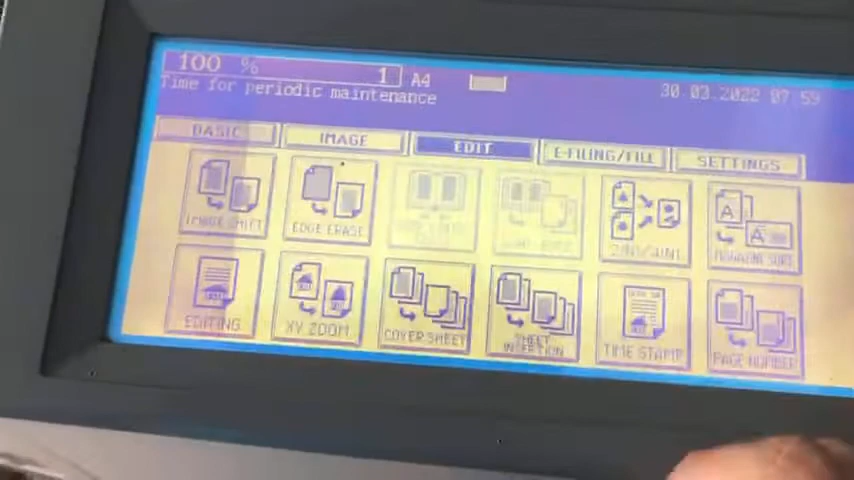 100 % 1 A4
30.03.2022 07:59
Time for periodic maintenance
BASIC IMAGE EDIT E-FILING/FILE SETTINGS
IMAGE SHIFT EDGE ERASE 2IN1/4IN1 MAGAZINE SORT
EDITING XY ZOOM COVER SHEET SHEET INSERTION TIME STAMP PAGE NUMBER